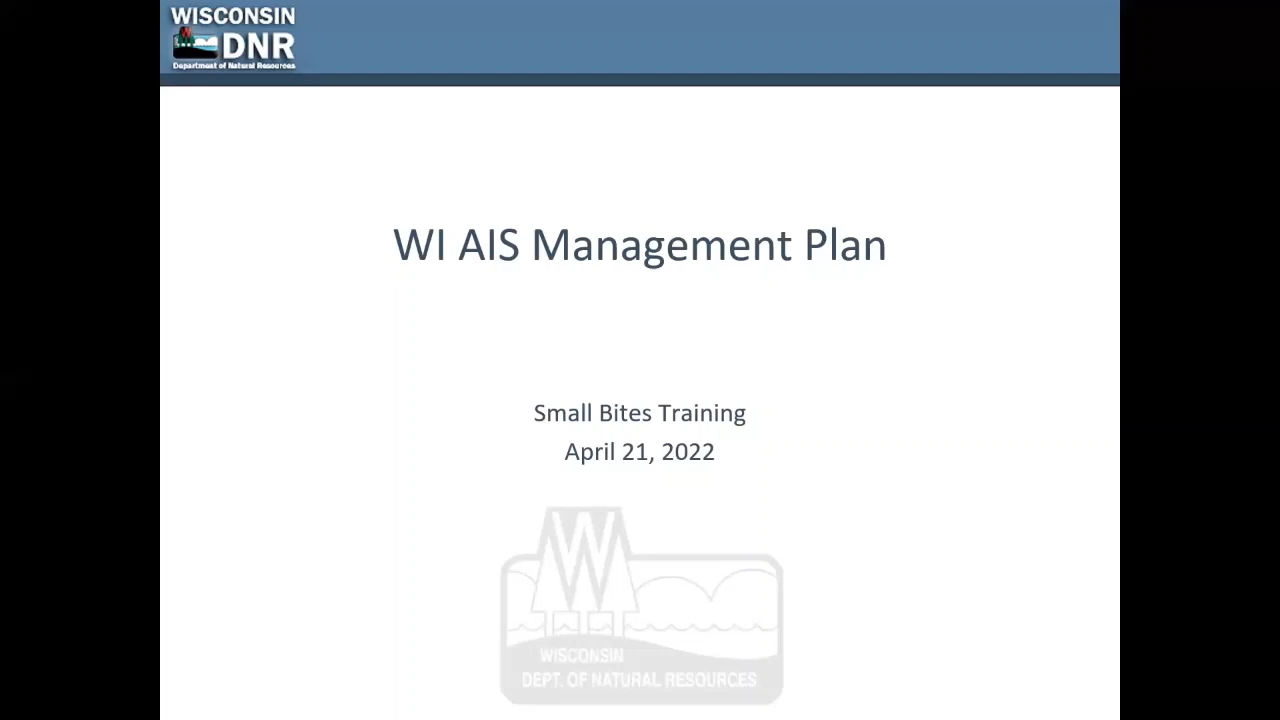 WISCONSIN
DNR
Department of Natural Resources
WI AIS Management Plan
Small Bites Training
April 21, 2022
W
WISCONSIN
DEPT. OF NATURAL RESOURCES